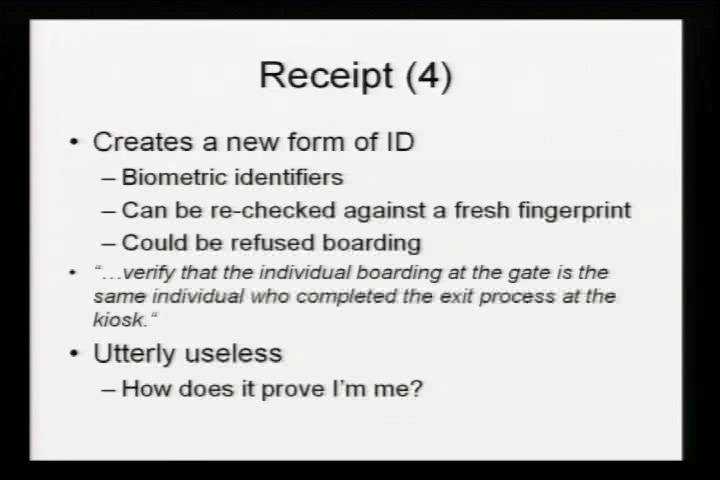 Receipt (4)
• Creates a new form of ID
– Biometric identifiers
– Can be re-checked against a fresh fingerprint
– Could be refused boarding
• “…verify that the individual boarding at the gate is the
same individual who completed the exit process at the
kiosk.“
• Utterly useless
– How does it prove I'm me?